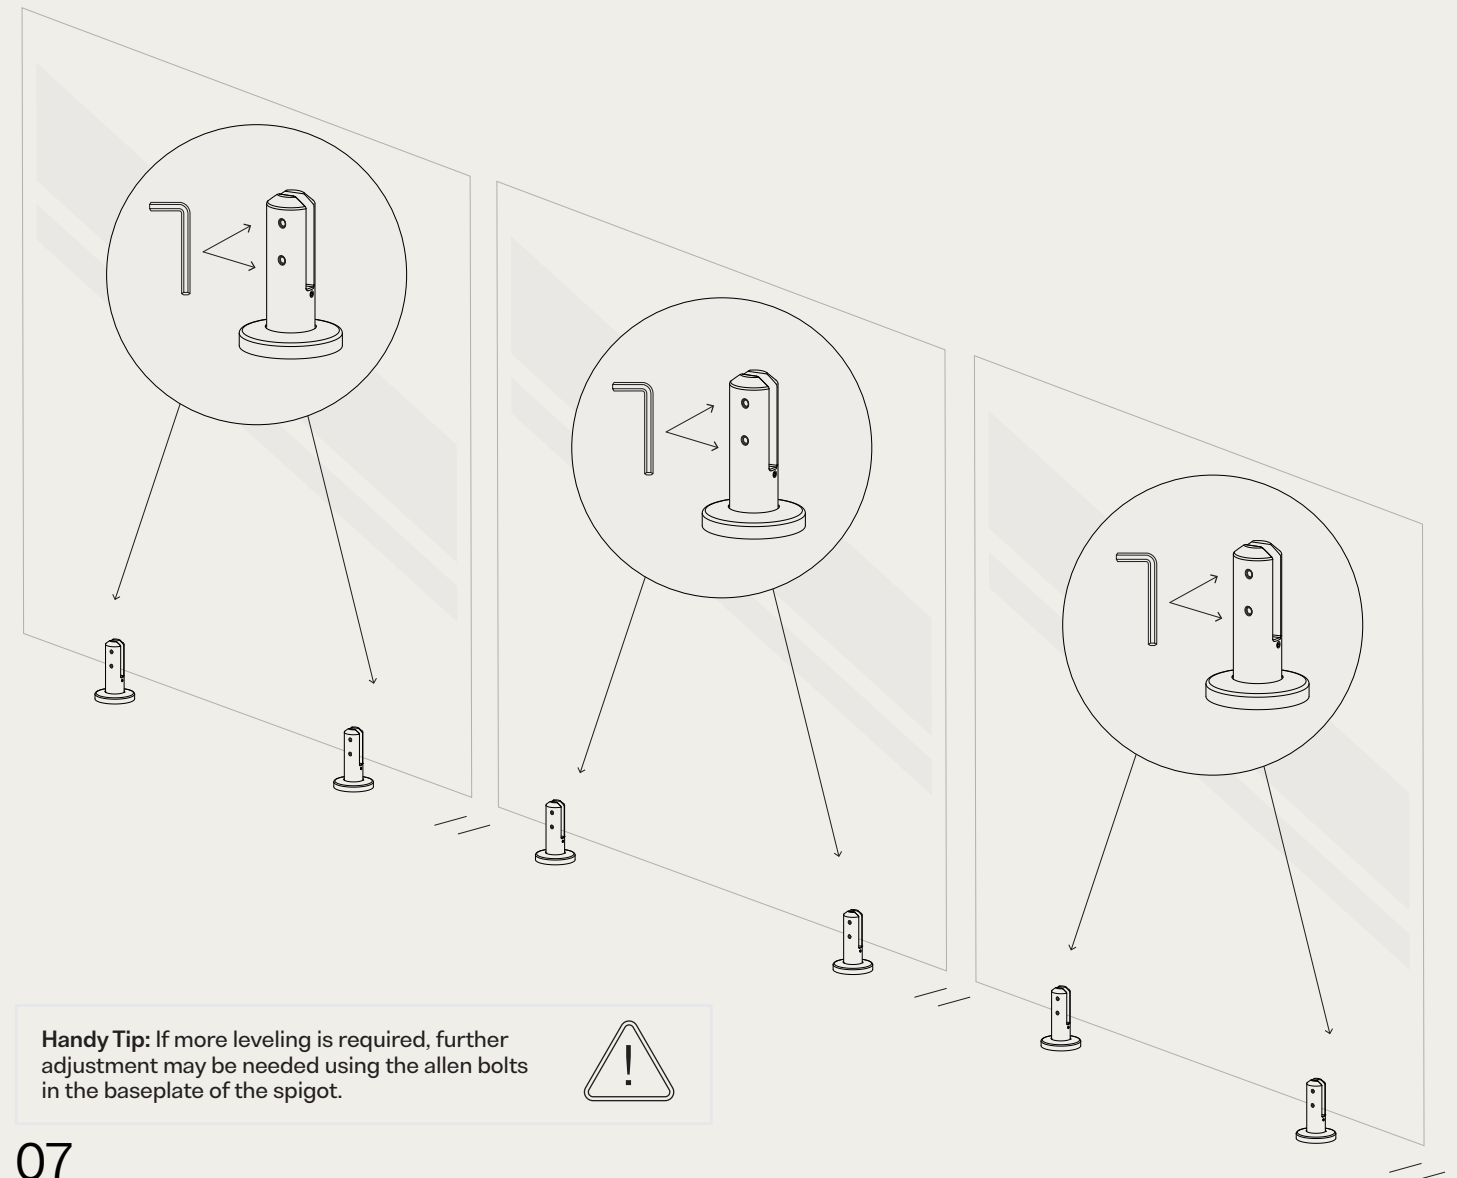 Handy Tip: If more leveling is required, further
adjustment may be needed using the allen bolts
in the baseplate of the spigot.
!
07